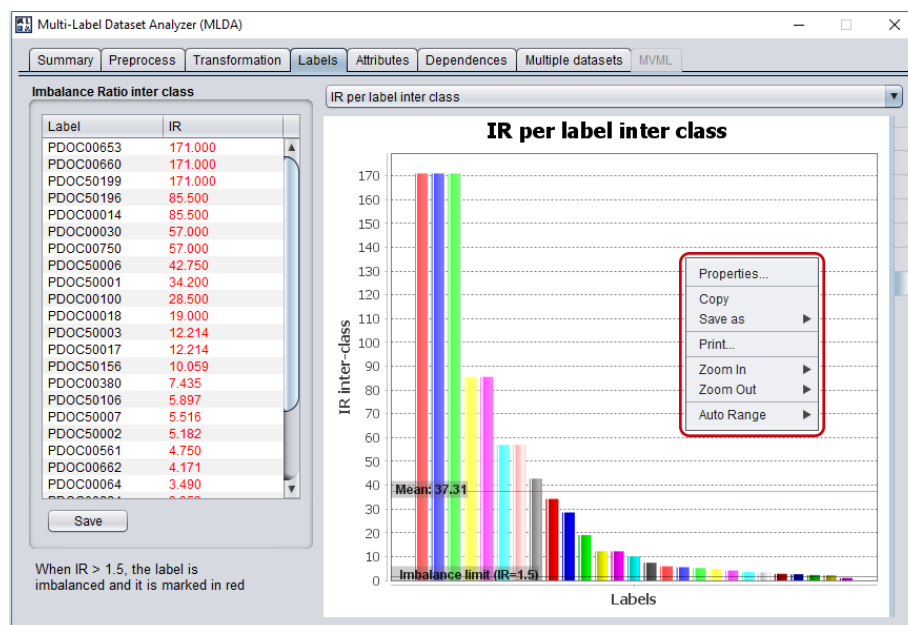 Multi-Label Dataset Analyzer (MLDA)
Summary Preprocess Transformation Labels Attributes Dependences Multiple datasets MVML
Imbalance Ratio inter class
Label IR
PDOC00653 171.000
PDOC00660 171.000
PDOC50199 171.000
PDOC50196 85.500
PDOC00014 85.500
PDOC00030 57.000
PDOC00750 57.000
PDOC50006 42.750
PDOC50001 34.200
PDOC00100 28.500
PDOC00018 19.000
PDOC50003 12.214
PDOC50017 12.214
PDOC50156 10.059
PDOC00380 7.435
PDOC50106 5.897
PDOC50007 5.516
PDOC50002 5.182
PDOC00561 4.750
PDOC00662 4.171
PDOC00064 3.490
Save
When IR > 1.5, the label is
imbalanced and it is marked in red
IR per label inter class
IR per label inter class
IR inter-class
170
160
150
140
130
120
110
100
90
80
70
60
50
40
30
20
10
0
Mean: 37.31
Imbalance limit (IR=1.5)
Labels
Properties...
Copy
Save as
Print...
Zoom In
Zoom Out
Auto Range